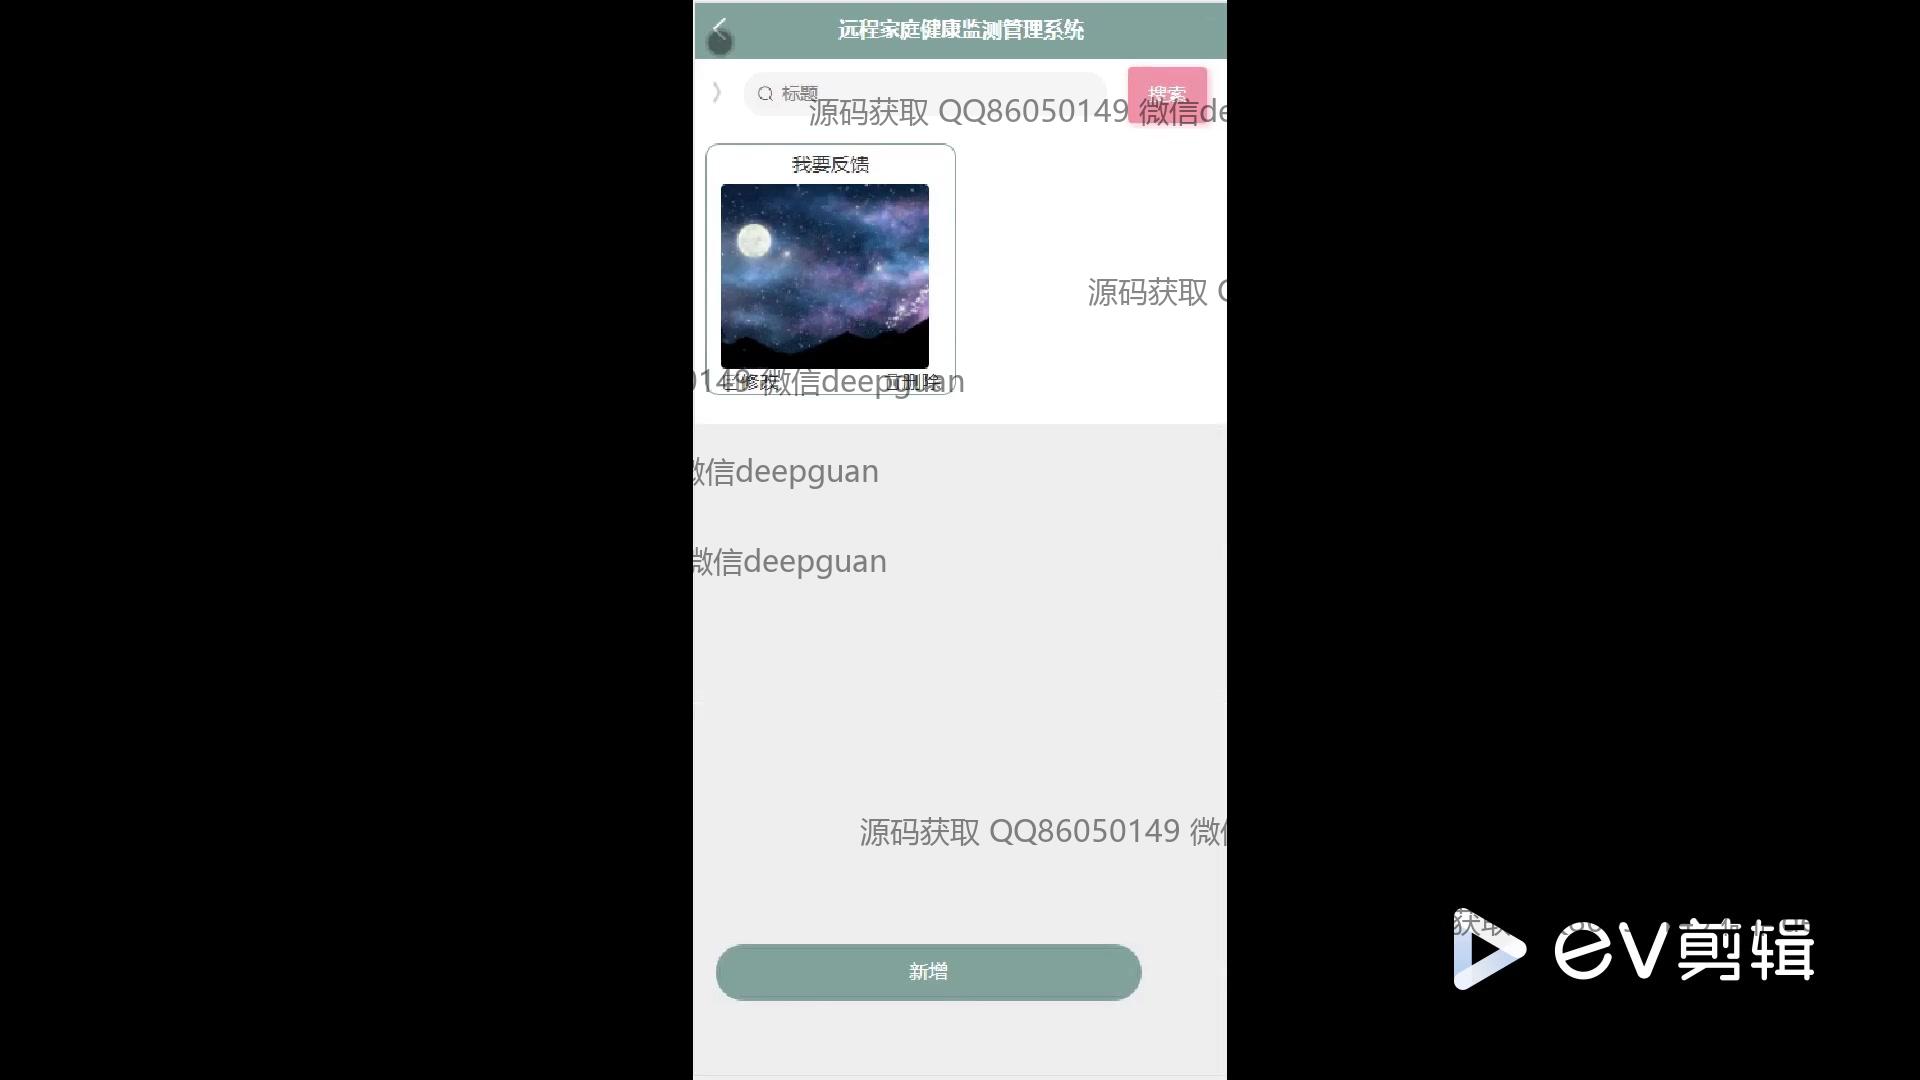 远程家庭健康监测管理系统
标题
搜索
源码获取 QQ86050149 微信de
我要反馈
源码获取
修改
删除
0149 微信deepguan
微信deepguan
微信deepguan
源码获取 QQ86050149 微信
新增
获取
ev剪辑